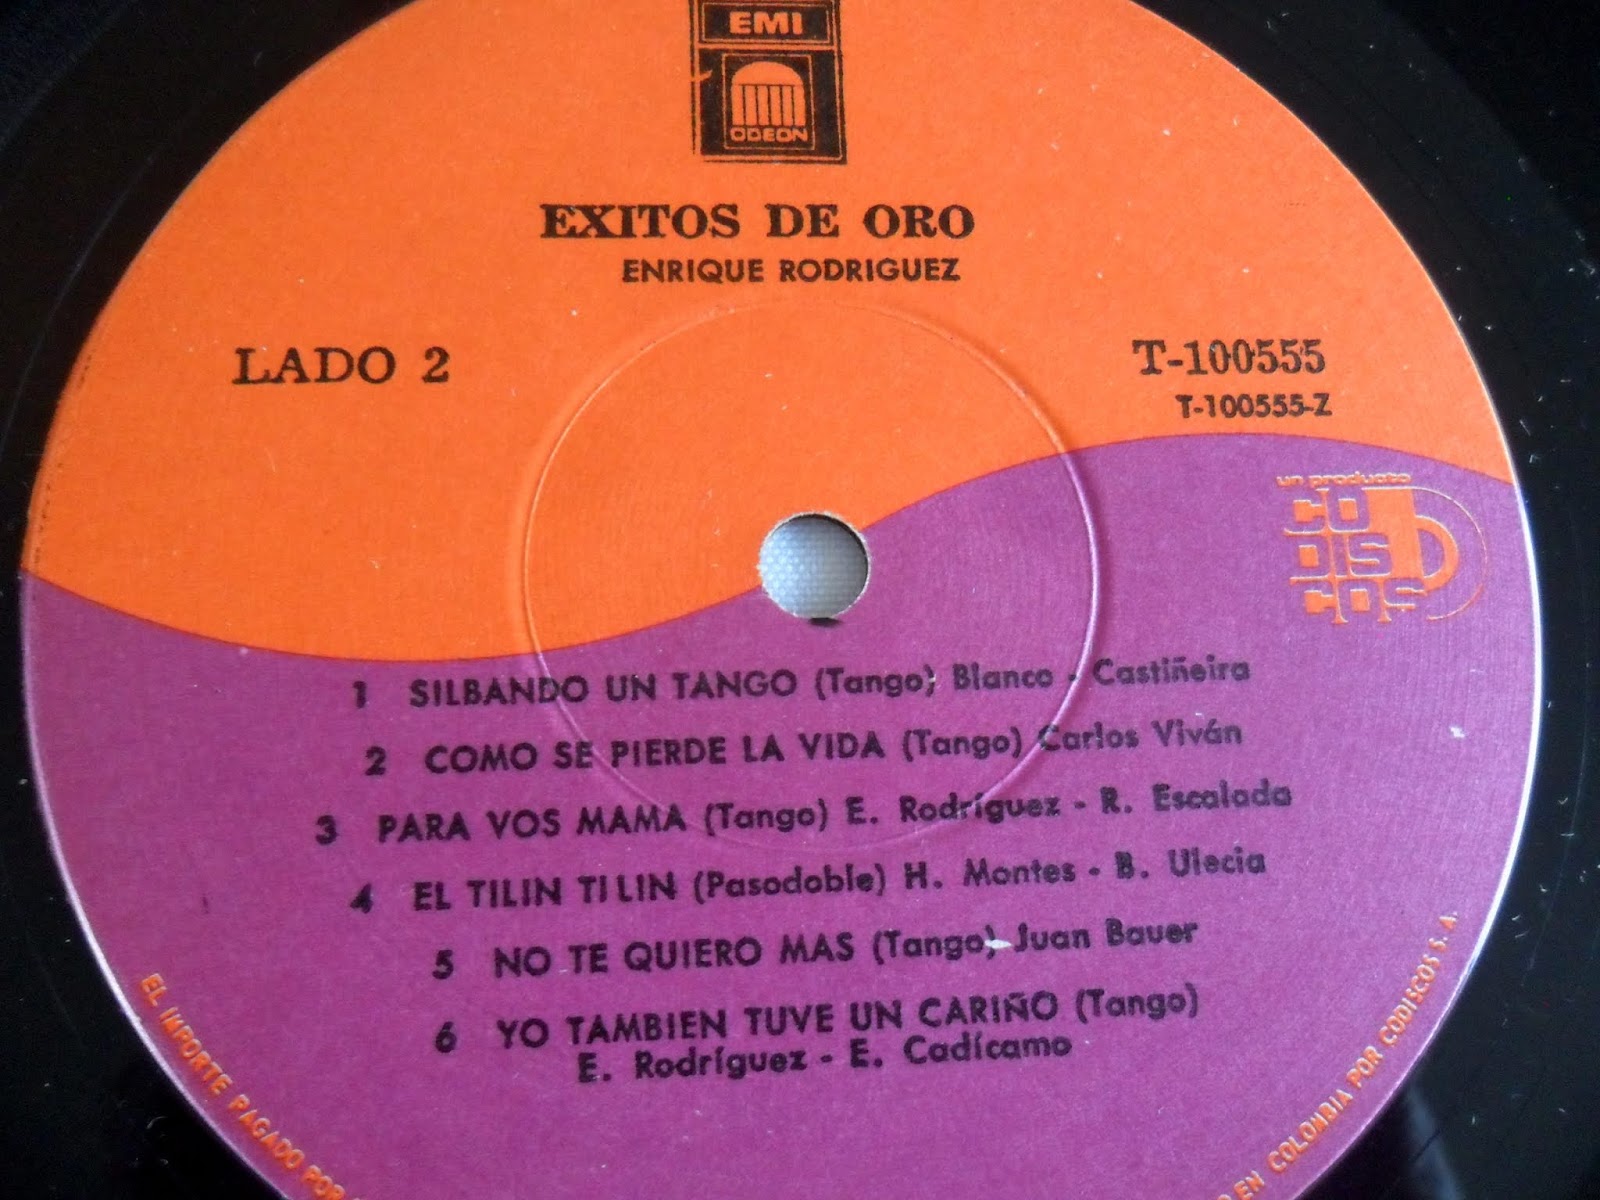 EMI
ODEON
EXITOS DE ORO
ENRIQUE RODRIGUEZ
LADO 2
T-100555
T-100555-Z
un producto
CO
DIS
COS
1 SILBANDO UN TANGO (Tango) Blanco - Castiñeira
2 COMO SE PIERDE LA VIDA (Tango) Carlos Viván
3 PARA VOS MAMA (Tango) E. Rodríguez - R. Escalada
4 EL TILIN TILIN (Pasodoble) H. Montes - B. Ulecia
5 NO TE QUIERO MAS (Tango) Juan Bauer
6 YO TAMBIEN TUVE UN CARIÑO (Tango)
E. Rodríguez - E. Cadícamo
EL IMPORTE PAGADO POR
EN COLOMBIA POR CODISCOS S. A.